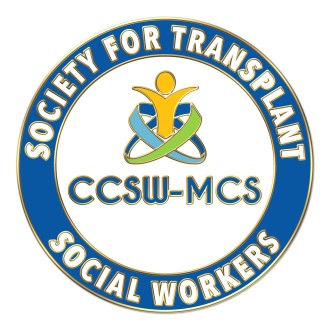 SOCIETY FOR TRANSPLANT
CCSW-MCS
SOCIAL WORKERS